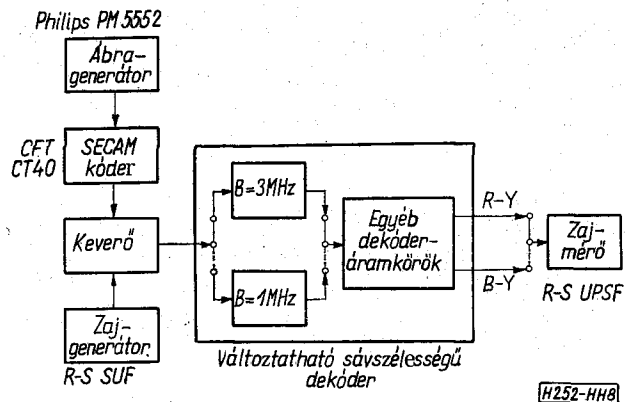 Philips PM 5552
Ábra-
generátor
CFT
CT40
SECAM
kóder
Keverő
Zaj-
generátor
R-S SUF
B=3MHz
B=1MHz
Egyéb
dekóder-
áramkörök
R-Y
B-Y
Zaj-
mérő
R-S UPSF
Változtatható sávszélességű
dekóder
H252-HH8